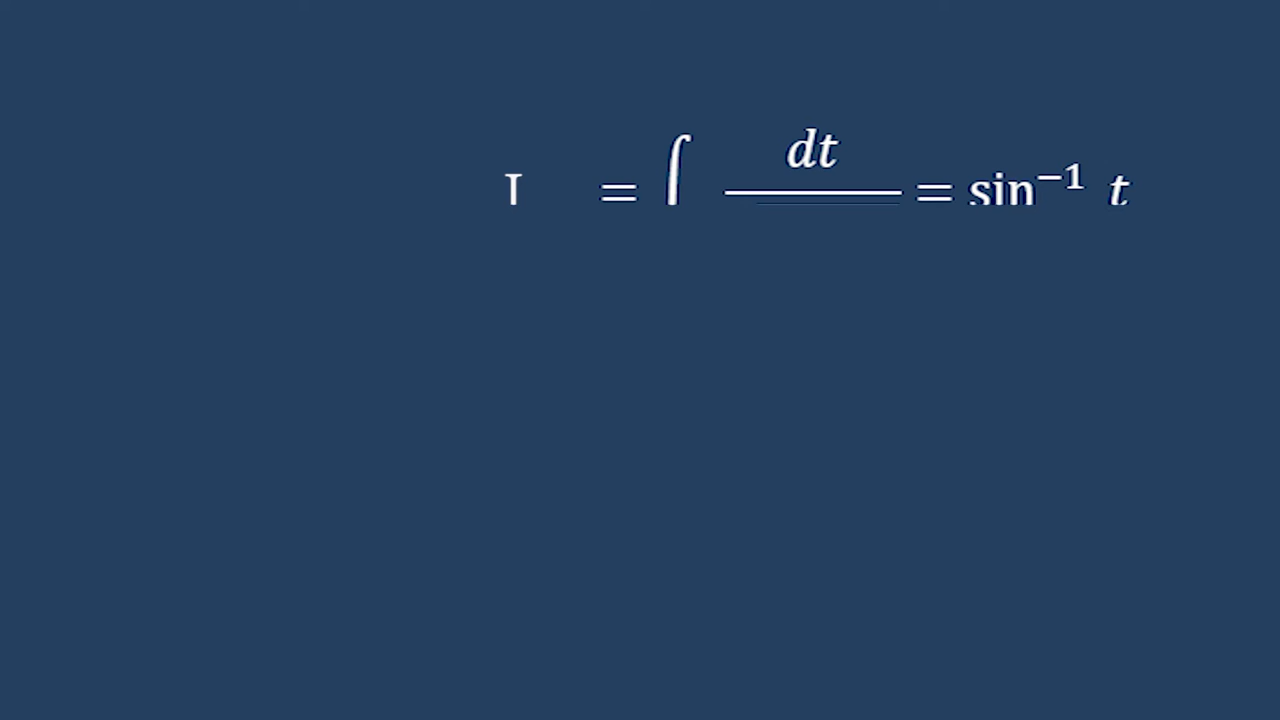 I = ∫ dt = sin⁻¹ t